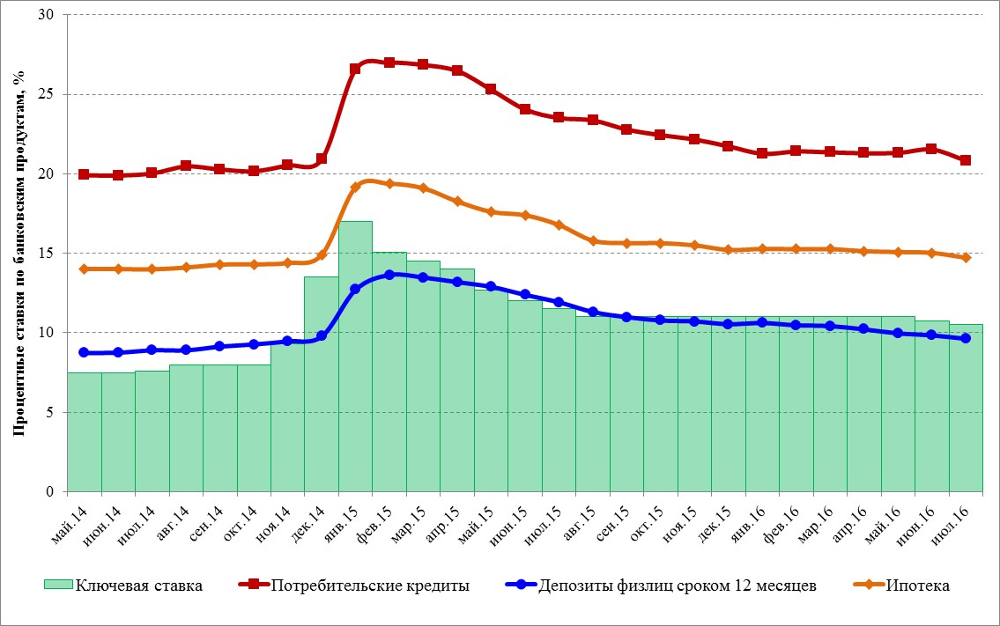 Процентные ставки по банковским продуктам, %
30
25
20
15
10
5
0
май.14
июн.14
июл.14
авг.14
сен.14
окт.14
ноя.14
дек.14
янв.15
фев.15
мар.15
апр.15
май.15
июн.15
июл.15
авг.15
сен.15
окт.15
ноя.15
дек.15
янв.16
фев.16
мар.16
апр.16
май.16
июн.16
июл.16
Ключевая ставка
Потребительские кредиты
Депозиты физлиц сроком 12 месяцев
Ипотека